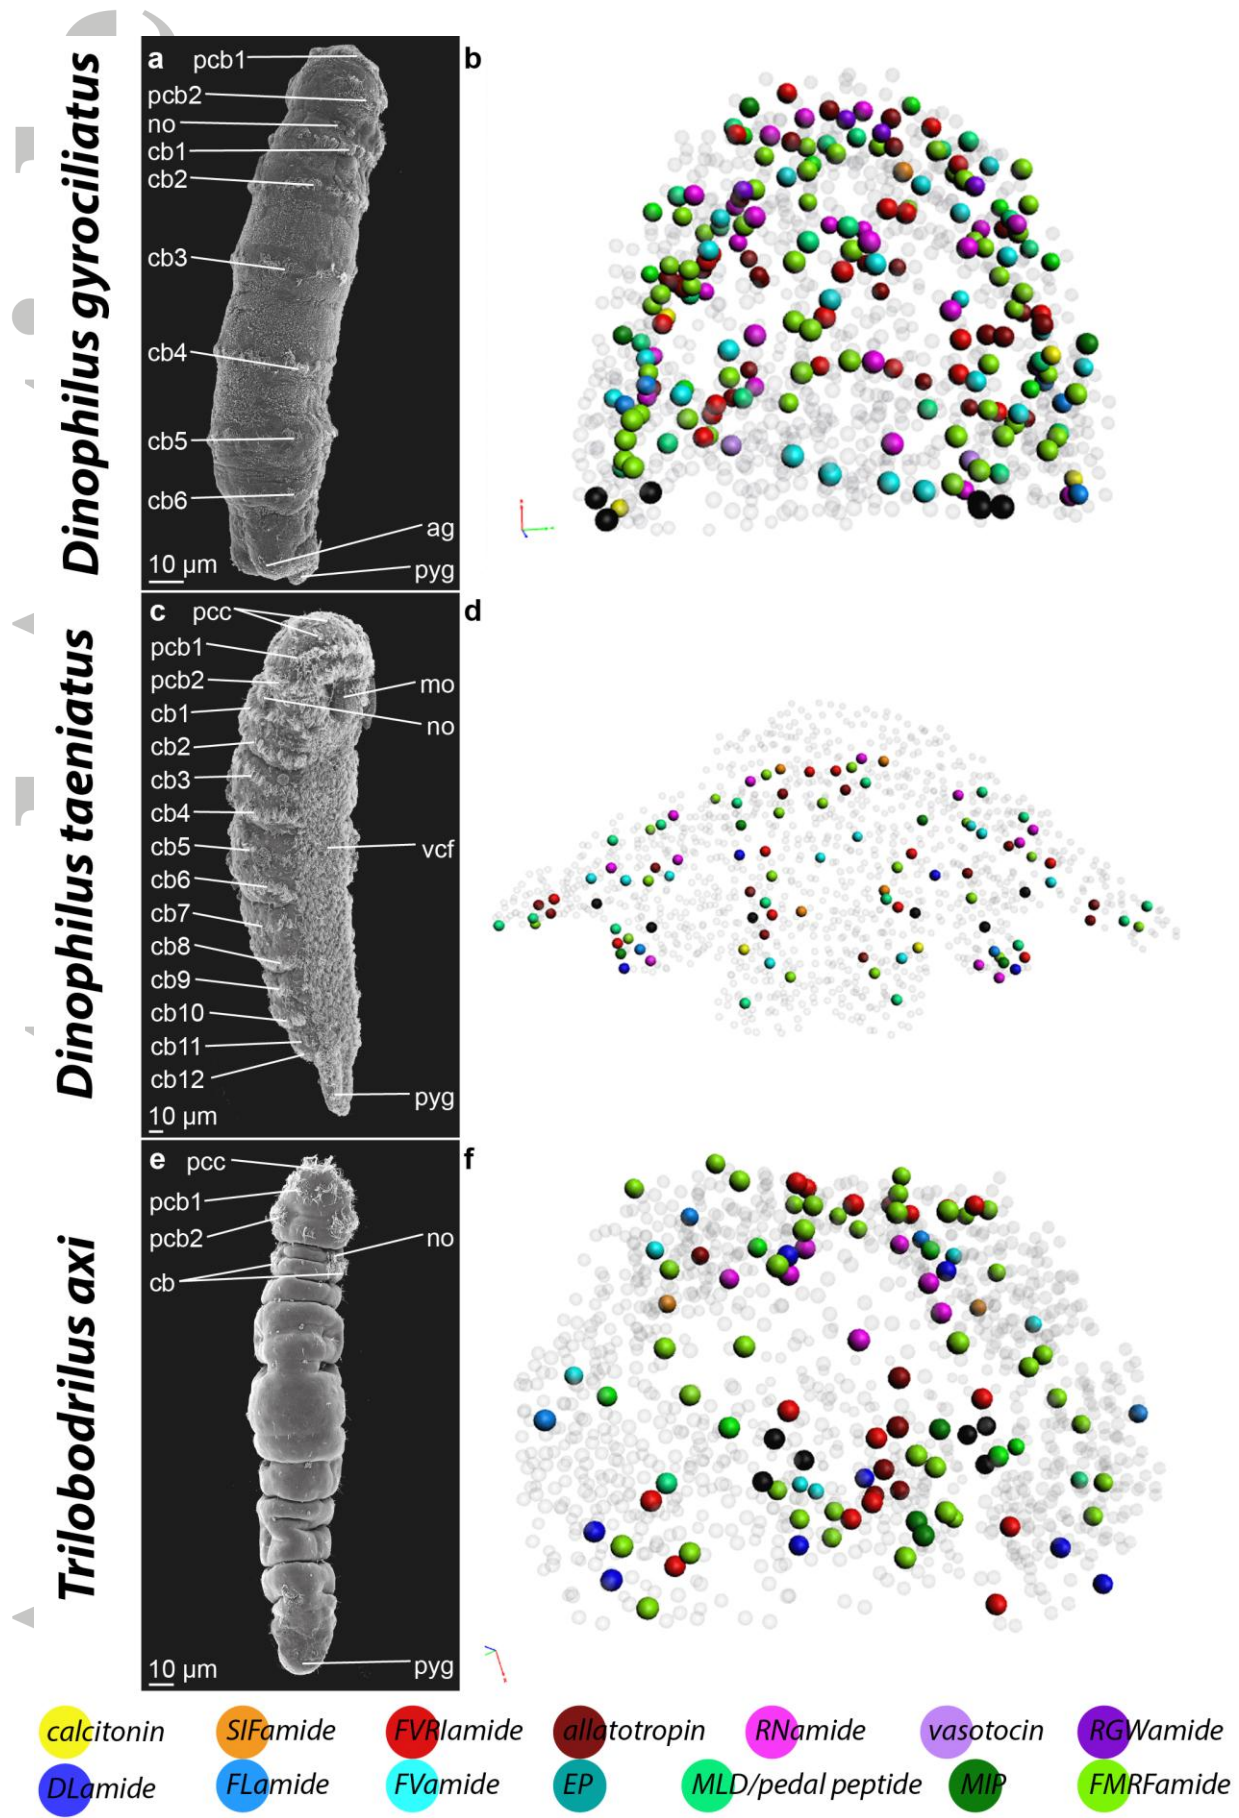 Dinophilus gyrociliatus
a
pcb1
pcb2
no
cb1
cb2
cb3
cb4
cb5
cb6
ag
pyg
10 µm
b
Dinophilus taeniatus
c
pcc
pcb1
pcb2
cb1
cb2
cb3
cb4
cb5
cb6
cb7
cb8
cb9
cb10
cb11
cb12
mo
no
vcf
pyg
10 µm
d
Trilobodrilus axi
e
pcc
pcb1
pcb2
cb
no
pyg
10 µm
f
calcitonin SIFamide FVRIamide allatotropin RNamide vasotocin RGWamide
DLamide FLamide FVamide EP MLD/pedal peptide MIP FMRFamide